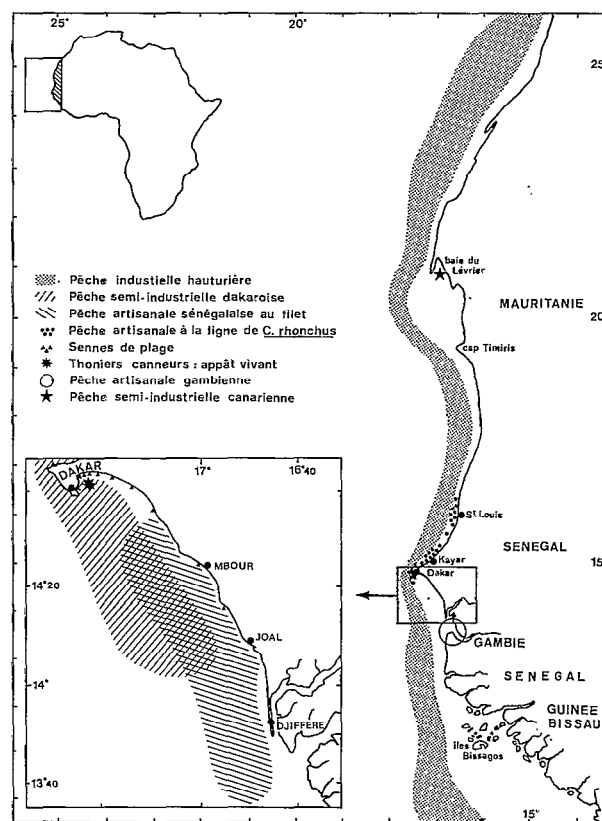 25°
20°
15°
25°
baie du
Lévrier
MAURITANIE
20
cap Timiris
Pêche industielle hauturière
Pêche semi-industrielle dakaroise
Pêche artisanale sénégalaise au filet
Pêche artisanale à la ligne de C. rhonchus
Sennes de plage
Thoniers canneurs : appât vivant
Pêche artisanale gambienne
Pêche semi-industrielle canarienne
St Louis
SENEGAL
Kayar
15
Dakar
GAMBIE
SENEGAL
GUINEE
BISSAU
îles
Bissagos
15°
DAKAR
17°
16°40
MBOUR
14°20
JOAL
14°
DJIFFERE
13°40